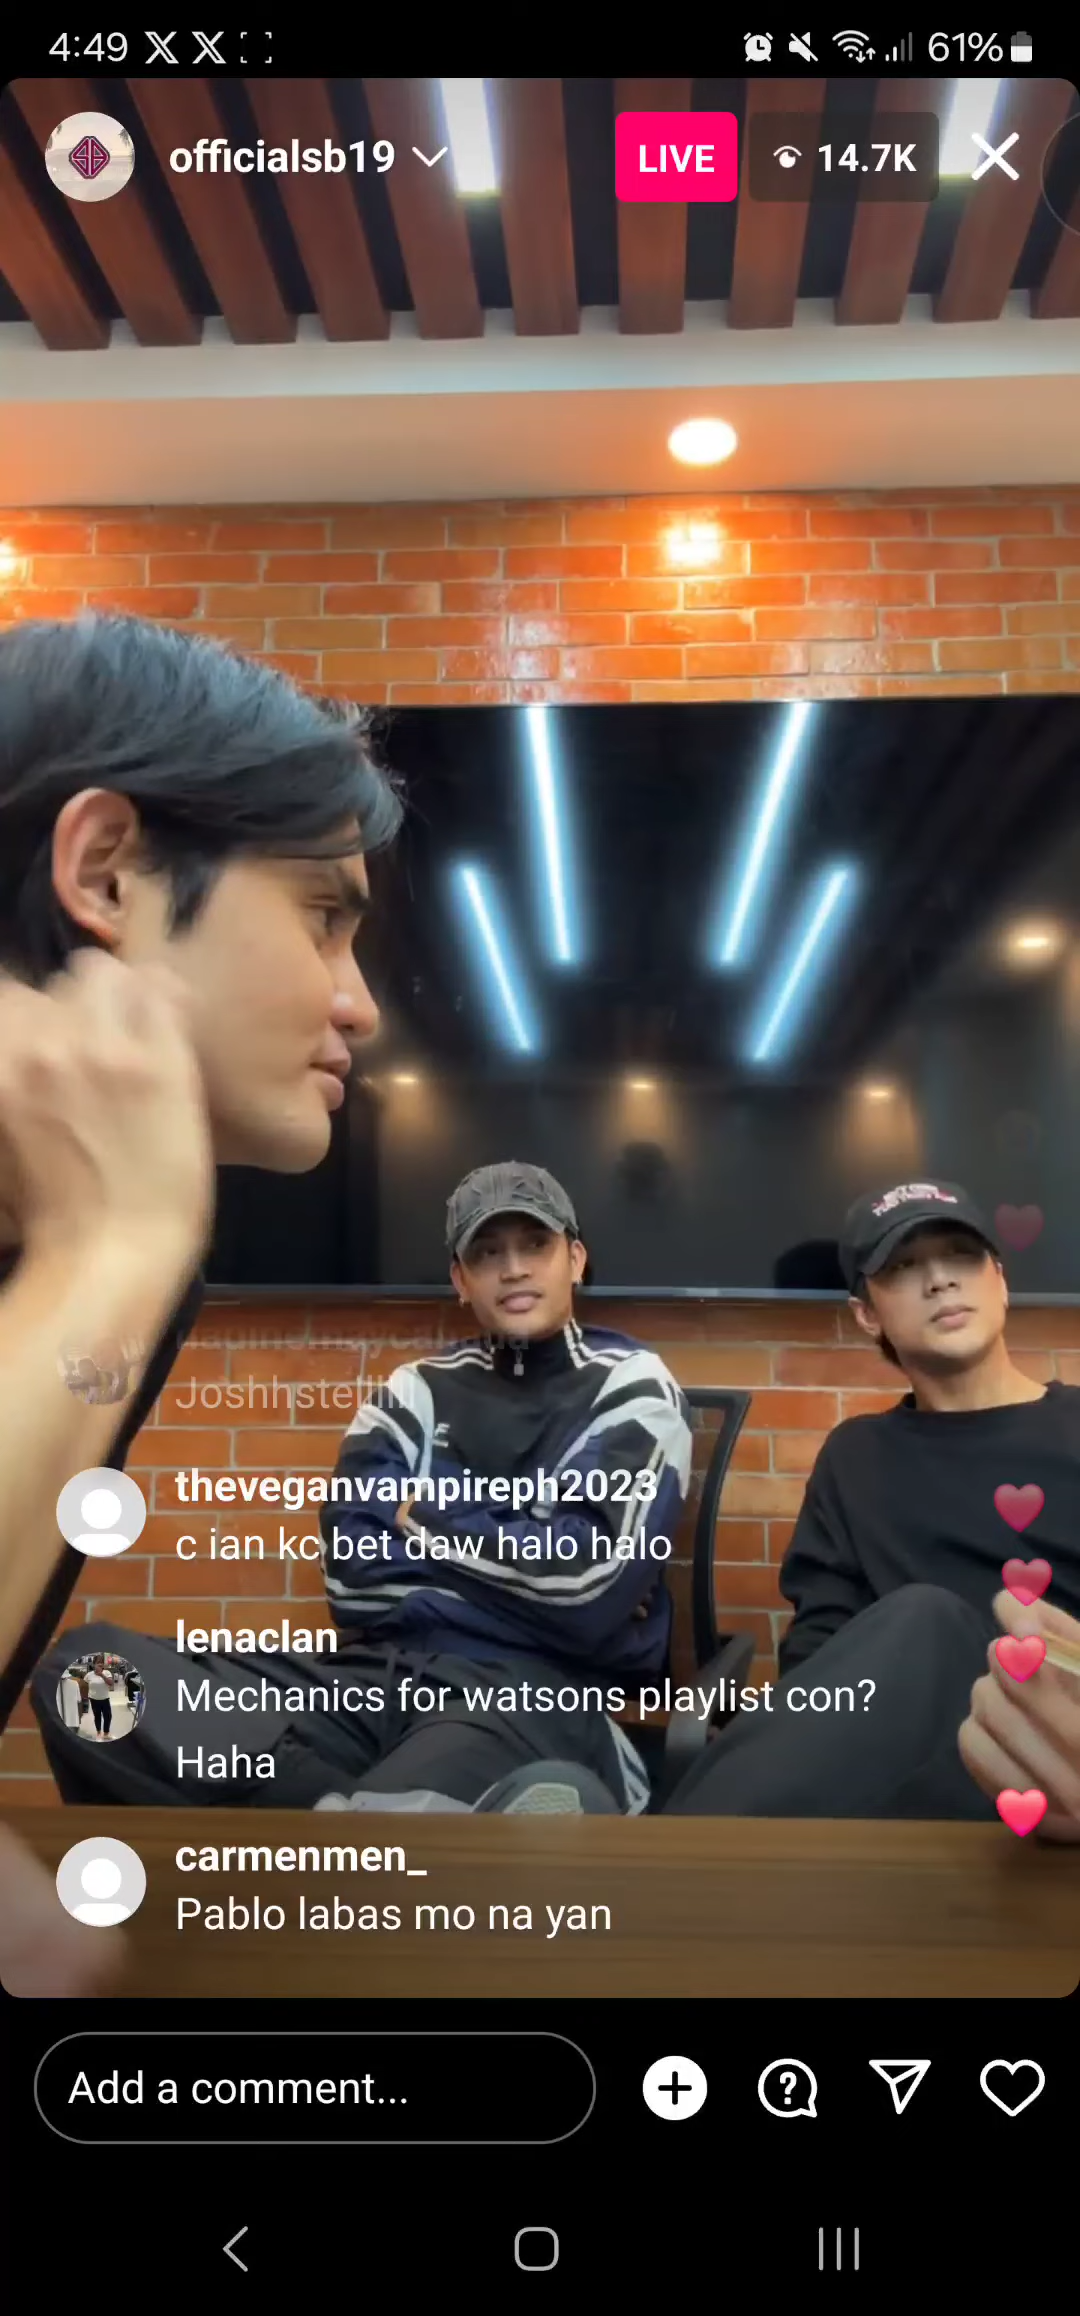 4:49
61%
officialsb19
LIVE
14.7K
Joshhstelllll
theveganvampireph2023
c ian kc bet daw halo halo
lenaclan
Mechanics for watsons playlist con?
Haha
carmenmen_
Pablo labas mo na yan
Add a comment...